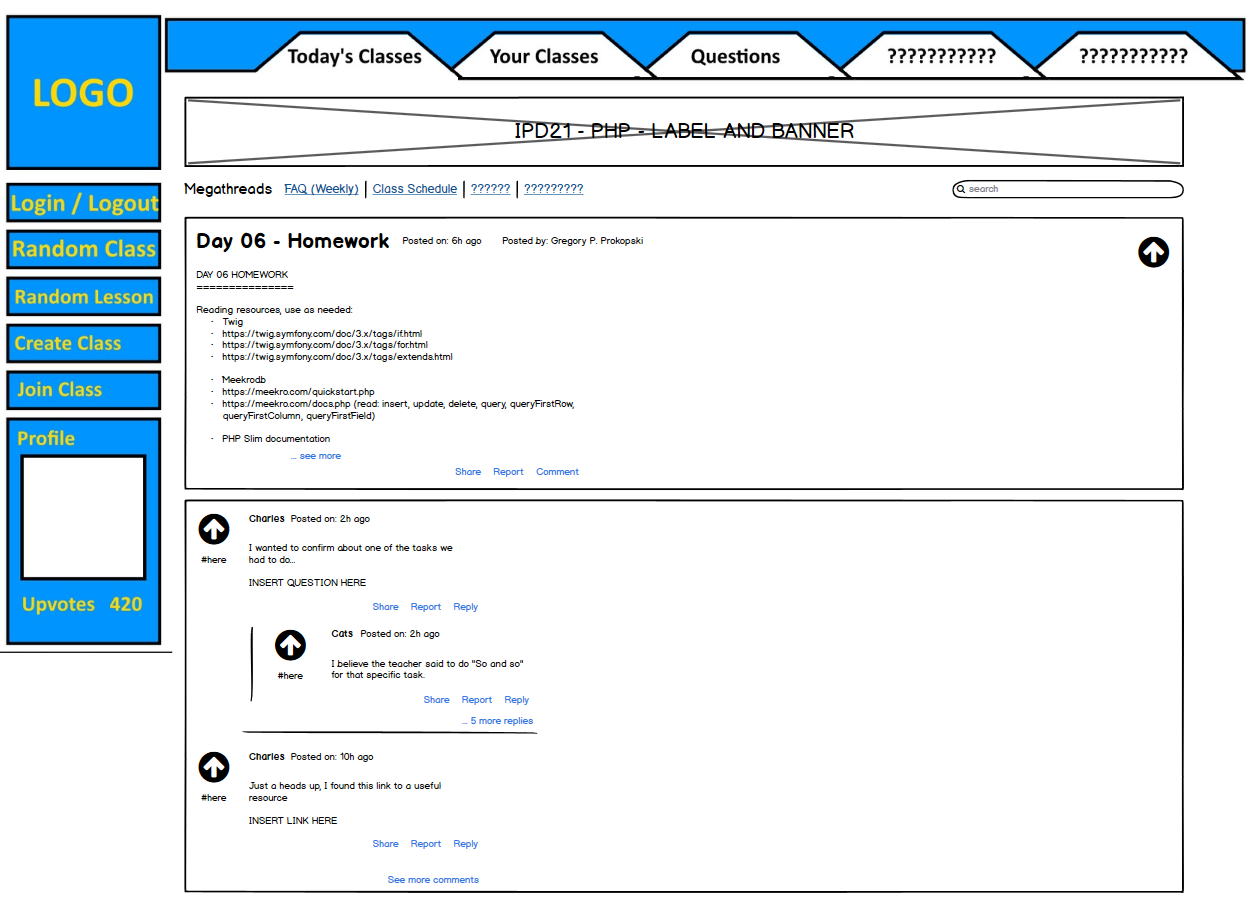 LOGO
Today's Classes
Your Classes
Questions
???????????
???????????
IPD21 - PHP - LABEL AND BANNER
Login / Logout
Random Class
Random Lesson
Create Class
Join Class
Profile
Upvotes 420
Megathreads FAQ (Weekly) | Class Schedule | ?????? | ?????????
search
Day 06 - Homework Posted on: 6h ago Posted by: Gregory P. Prokopski
DAY 06 HOMEWORK
===============
Reading resources, use as needed:
- Twig
- https://twig.symfony.com/doc/3.x/tags/if.html
- https://twig.symfony.com/doc/3.x/tags/for.html
- https://twig.symfony.com/doc/3.x/tags/extends.html
- Meekrodb
- https://meekro.com/quickstart.php
- https://meekro.com/docs.php (read: insert, update, delete, query, queryFirstRow,
queryFirstColumn, queryFirstField)
- PHP Slim documentation
... see more
Share Report Comment
Charles Posted on: 2h ago
I wanted to confirm about one of the tasks we
had to do...
#here
INSERT QUESTION HERE
Share Report Reply
Cats Posted on: 2h ago
I believe the teacher said to do "So and so"
for that specific task.
#here
Share Report Reply
... 5 more replies
Charles Posted on: 10h ago
Just a heads up, I found this link to a useful
resource
#here
INSERT LINK HERE
Share Report Reply
See more comments